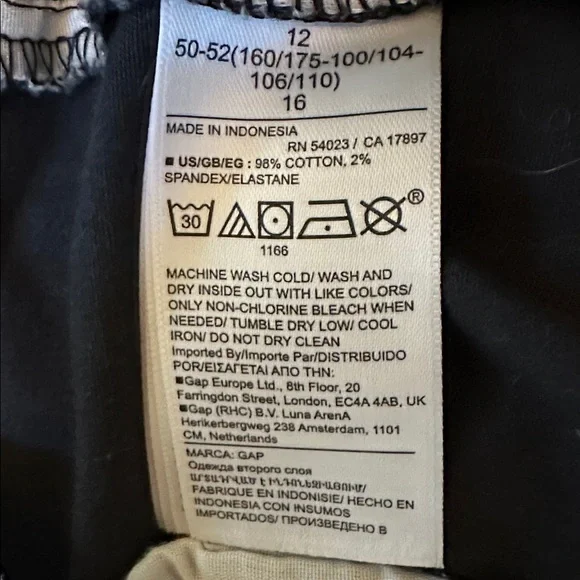 12
50-52(160/175-100/104-
106/110)
16
MADE IN INDONESIA
RN 54023 / CA 17897
■ US/GB/EG : 98% COTTON, 2%
SPANDEX/ELASTANE
30
®
1166
MACHINE WASH COLD/ WASH AND
DRY INSIDE OUT WITH LIKE COLORS/
ONLY NON-CHLORINE BLEACH WHEN
NEEDED/ TUMBLE DRY LOW/ COOL
IRON/ DO NOT DRY CLEAN
Imported By/Importe Par/DISTRIBUIDO
POR/ΕΙΣΑΓΕΤΑΙ ΑΠΟ ΤΗΝ:
■Gap Europe Ltd., 8th Floor, 20
Farringdon Street, London, EC4A 4AB, UK
■Gap (RHC) B.V. Luna ArenA
Herikerbergweg 238 Amsterdam, 1101
CM, Netherlands
MARCA: GAP
Одежда второго слоя
ԱՐՏԱԴՐՎԱԾ Է ԻՆԴՈՆԵԶԻԱՅՈՒՄ/
FABRIQUE EN INDONISIE/ HECHO EN
INDONESIA CON INSUMOS
IMPORTADOS/ ПРОИЗВЕДЕНО В